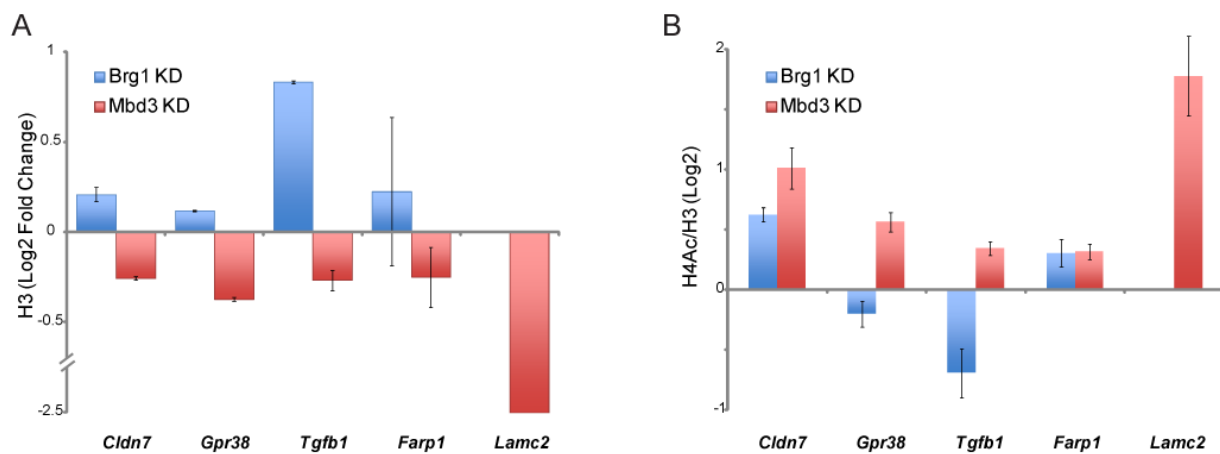 A
H3 (Log2 Fold Change)
1
0.5
0
-0.5
-2.5
Brg1 KD
Mbd3 KD
Cldn7 Gpr38 Tgfb1 Farp1 Lamc2
B
H4Ac/H3 (Log2)
2
1
0
-1
Brg1 KD
Mbd3 KD
Cldn7 Gpr38 Tgfb1 Farp1 Lamc2